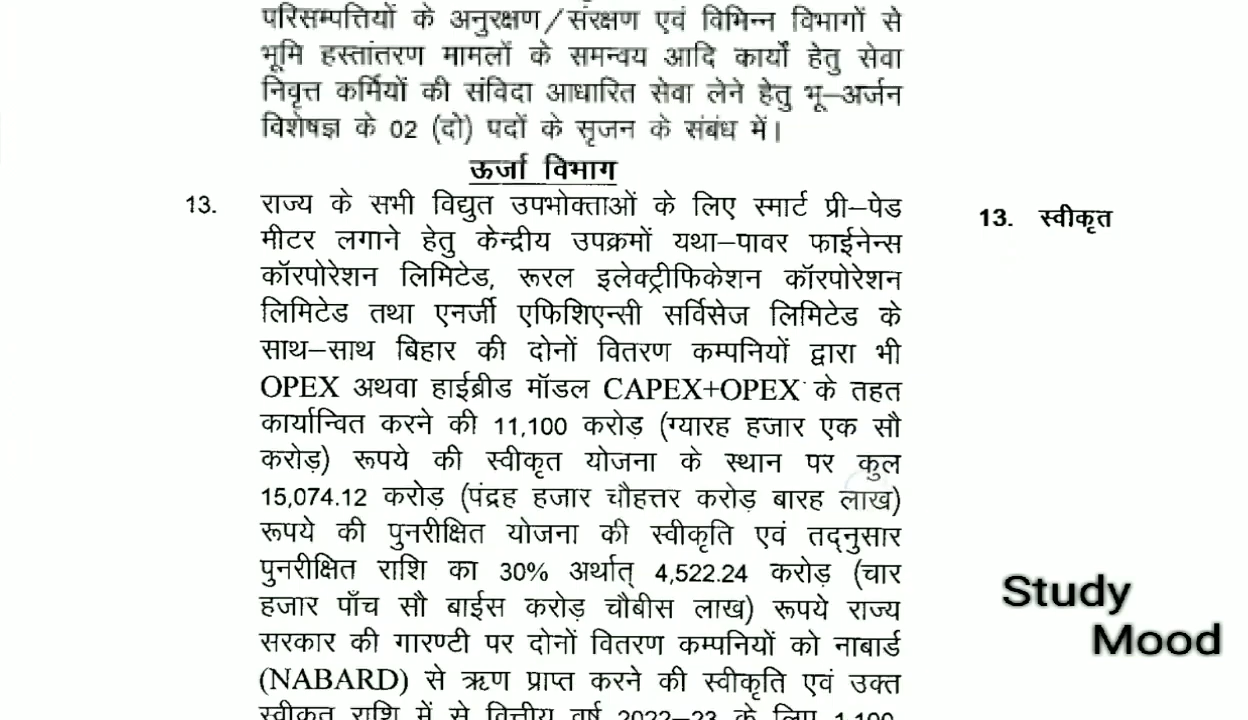 परिसम्पत्तियों के अनुरक्षण/संरक्षण एवं विभिन्न विभागों से
भूमि हस्तांतरण मामलों के समन्वय आदि कार्यों हेतु सेवा
निवृत्त कर्मियों की संविदा आधारित सेवा लेने हेतु भू–अर्जन
विशेषज्ञ के 02 (दो) पदों के सृजन के संबंध में।
ऊर्जा विभाग
13. राज्य के सभी विद्युत उपभोक्ताओं के लिए स्मार्ट प्री–पेड 13. स्वीकृत
मीटर लगाने हेतु केन्द्रीय उपक्रमों यथा–पावर फाईनेन्स
कॉरपोरेशन लिमिटेड, रूरल इलेक्ट्रीफिकेशन कॉरपोरेशन
लिमिटेड तथा एनर्जी एफिशिएन्सी सर्विसेज लिमिटेड के
साथ–साथ बिहार की दोनों वितरण कम्पनियों द्वारा भी
OPEX अथवा हाईब्रीड मॉडल CAPEX+OPEX के तहत
कार्यान्वित करने की 11,100 करोड़ (ग्यारह हजार एक सौ
करोड़) रूपये की स्वीकृत योजना के स्थान पर कुल
15,074.12 करोड़ (पंद्रह हजार चौहत्तर करोड़ बारह लाख)
रूपये की पुनरीक्षित योजना की स्वीकृति एवं तद्नुसार
पुनरीक्षित राशि का 30% अर्थात् 4,522.24 करोड़ (चार
हजार पाँच सौ बाईस करोड़ चौबीस लाख) रूपये राज्य
सरकार की गारण्टी पर दोनों वितरण कम्पनियों को नाबार्ड
(NABARD) से ऋण प्राप्त करने की स्वीकृति एवं उक्त
स्वीकृत राशि में से वित्तीय वर्ष 2022–23 के लिए 1,100
Study
Mood